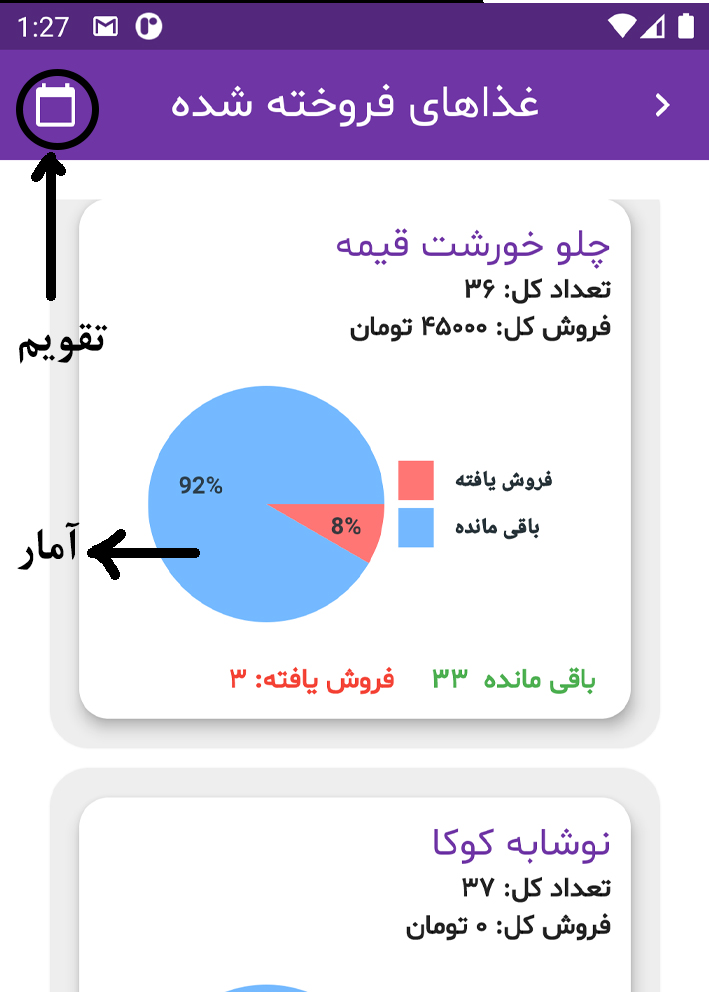 1:27
غذاهای فروخته شده
تقویم
چلو خورشت قیمه
تعداد کل: ۳۶
فروش کل: ۴۵۰۰۰ تومان
92%
8%
فروش یافته
باقی مانده
آمار
باقی مانده ۳۳
فروش یافته: ۳
نوشابه کوکا
تعداد کل: ۳۷
فروش کل: ۰ تومان